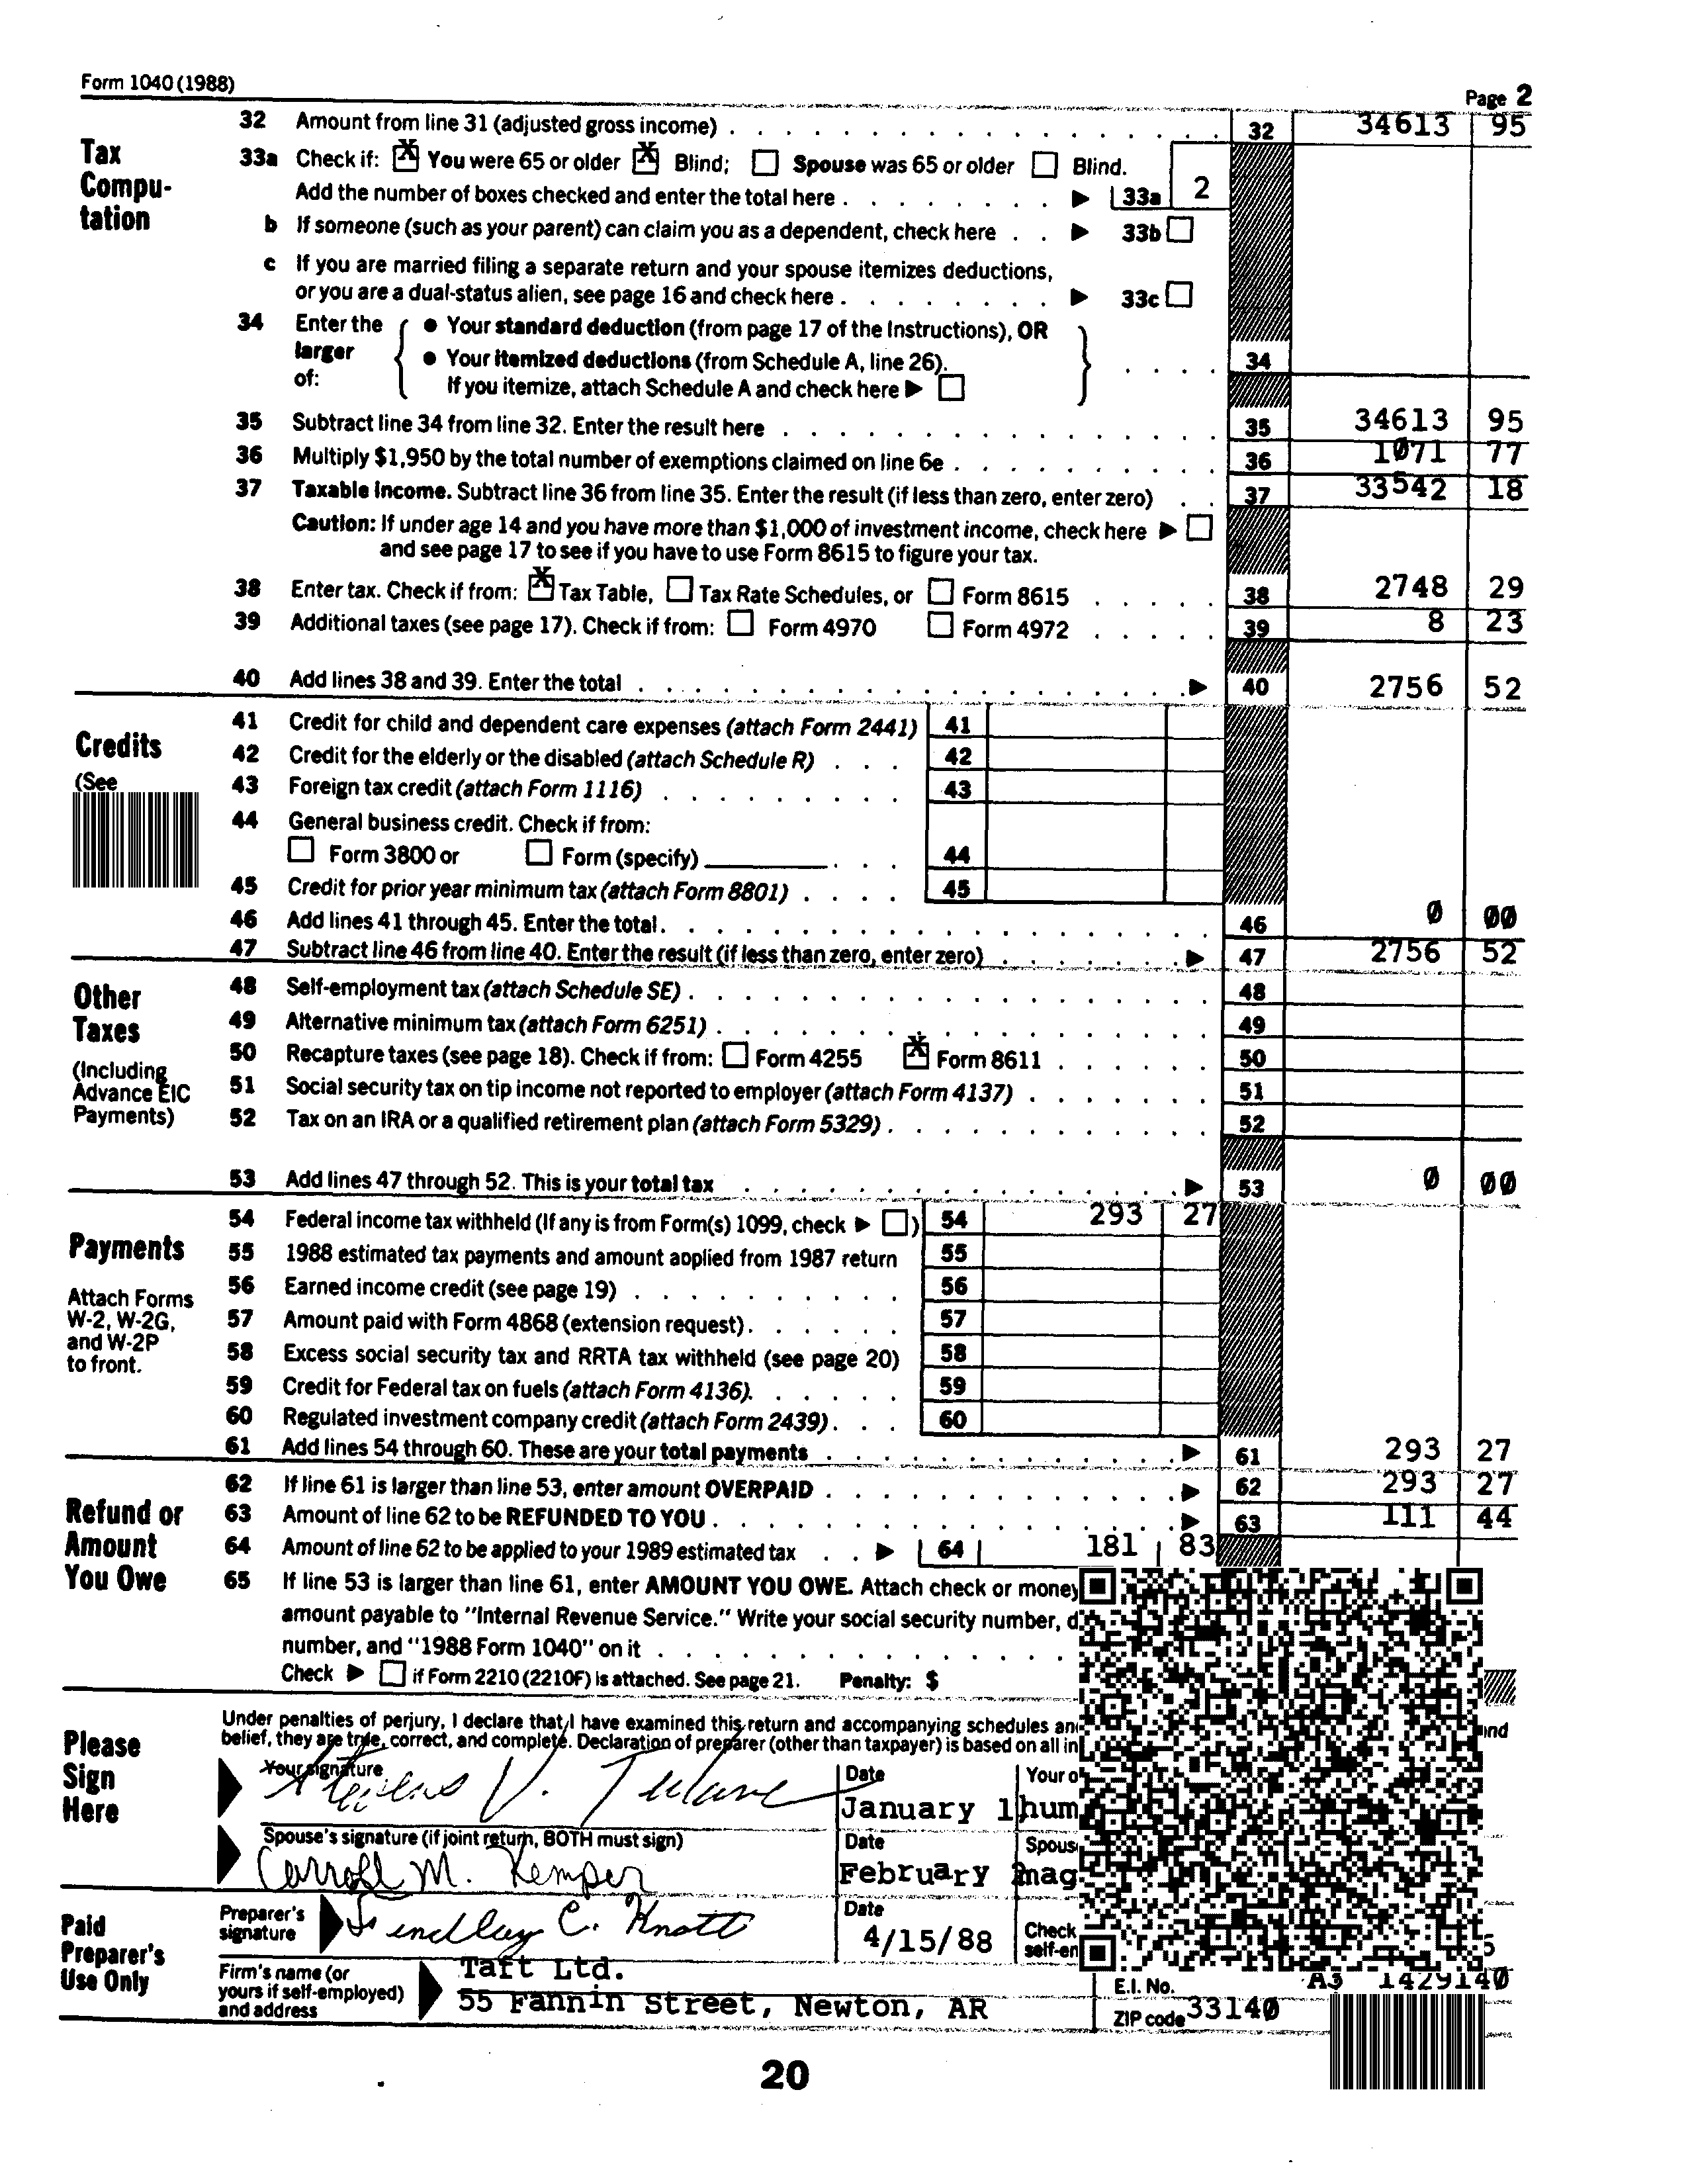 Form 1040 (1988)
Page 2
Tax Compu- tation
32 Amount from line 31 (adjusted gross income) 32 34613 95
33a Check if: X You were 65 or older X Blind; Spouse was 65 or older Blind.
Add the number of boxes checked and enter the total here 33a 2
b If someone (such as your parent) can claim you as a dependent, check here 33b
c If you are married filing a separate return and your spouse itemizes deductions,
or you are a dual-status alien, see page 16 and check here 33c
34 Enter the larger of:
• Your standard deduction (from page 17 of the Instructions), OR
• Your itemized deductions (from Schedule A, line 26).
If you itemize, attach Schedule A and check here 34
35 Subtract line 34 from line 32. Enter the result here 35 34613 95
36 Multiply $1,950 by the total number of exemptions claimed on line 6e 36 1071 77
37 Taxable income. Subtract line 36 from line 35. Enter the result (if less than zero, enter zero) 37 33542 18
Caution: If under age 14 and you have more than $1,000 of investment income, check here
and see page 17 to see if you have to use Form 8615 to figure your tax.
38 Enter tax. Check if from: X Tax Table, Tax Rate Schedules, or Form 8615 38 2748 29
39 Additional taxes (see page 17). Check if from: Form 4970 Form 4972 39 8 23
40 Add lines 38 and 39. Enter the total 40 2756 52
Credits
(See
41 Credit for child and dependent care expenses (attach Form 2441) 41
42 Credit for the elderly or the disabled (attach Schedule R) 42
43 Foreign tax credit (attach Form 1116) 43
44 General business credit. Check if from:
Form 3800 or Form (specify) 44
45 Credit for prior year minimum tax (attach Form 8801) 45
46 Add lines 41 through 45. Enter the total 46 0 00
47 Subtract line 46 from line 40. Enter the result (if less than zero, enter zero) 47 2756 52
Other Taxes
(Including Advance EIC Payments)
48 Self-employment tax (attach Schedule SE) 48
49 Alternative minimum tax (attach Form 6251) 49
50 Recapture taxes (see page 18). Check if from: Form 4255 X Form 8611 50
51 Social security tax on tip income not reported to employer (attach Form 4137) 51
52 Tax on an IRA or a qualified retirement plan (attach Form 5329) 52
53 Add lines 47 through 52. This is your total tax 53 0 00
Payments
Attach Forms W-2, W-2G, and W-2P to front.
54 Federal income tax withheld (If any is from Form(s) 1099, check ) 54 293 27
55 1988 estimated tax payments and amount applied from 1987 return 55
56 Earned income credit (see page 19) 56
57 Amount paid with Form 4868 (extension request) 57
58 Excess social security tax and RRTA tax withheld (see page 20) 58
59 Credit for Federal tax on fuels (attach Form 4136) 59
60 Regulated investment company credit (attach Form 2439) 60
61 Add lines 54 through 60. These are your total payments 61 293 27
Refund or Amount You Owe
62 If line 61 is larger than line 53, enter amount OVERPAID 62 293 27
63 Amount of line 62 to be REFUNDED TO YOU 63 111 44
64 Amount of line 62 to be applied to your 1989 estimated tax 64 181 83
65 If line 53 is larger than line 61, enter AMOUNT YOU OWE. Attach check or money
amount payable to "Internal Revenue Service." Write your social security number, d
number, and "1988 Form 1040" on it
Check if Form 2210 (2210F) is attached. See page 21. Penalty: $
Please Sign Here
Under penalties of perjury, I declare that I have examined this return and accompanying schedules and
belief, they are true, correct, and complete. Declaration of preparer (other than taxpayer) is based on all in
Your signature Date Your o
V. Tulane January 1 hum
Spouse's signature (if joint return, BOTH must sign) Date Spous
Carroll M. Kemper February mag
Paid Preparer's Use Only
Preparer's signature Findlay C. Knott Date 4/15/88 Check self-en
Firm's name (or yours if self-employed) and address
Taft Ltd.
55 Fannin Street, Newton, AR
E.I. No. A3 1429140
ZIP code 33140
20